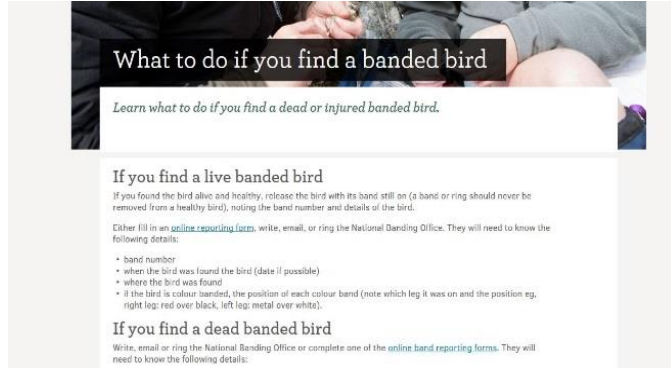 What to do if you find a banded bird
Learn what to do if you find a dead or injured banded bird.
If you find a live banded bird
If you found the bird alive and healthy, release the bird with its band still on (a band or ring should never be
removed from a healthy bird), noting the band number and details of the bird.
Either fill in an online reporting form, write, email, or ring the National Banding Office. They will need to know the
following details:
• band number
• when the bird was found the bird (date if possible)
• where the bird was found
• if the bird is colour banded, the position of each colour band (note which leg it was on and the position eg,
right leg: red over black, left leg: metal over white).
If you find a dead banded bird
Write, email or ring the National Banding Office or complete one of the online band reporting forms. They will
need to know the following details: